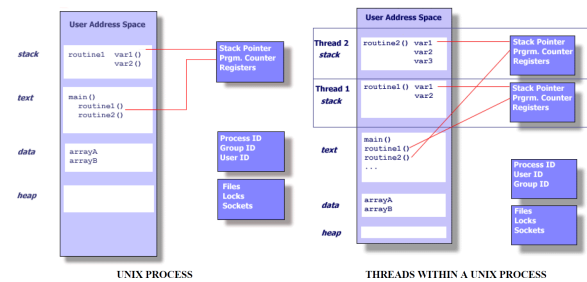 User Address Space
stack
routine1 var1()
var2()
Stack Pointer
Prgrm. Counter
Registers
text
main()
routine1()
routine2()
data
arrayA
arrayB
Process ID
Group ID
User ID
heap
Files
Locks
Sockets
UNIX PROCESS
User Address Space
Thread 2
stack
routine2() var1
var2
var3
Stack Pointer
Prgrm. Counter
Registers
Thread 1
stack
routine1() var1
var2
Stack Pointer
Prgrm. Counter
Registers
text
main()
routine1()
routine2()
...
Process ID
User ID
Group ID
data
arrayA
arrayB
Files
Locks
Sockets
heap
THREADS WITHIN A UNIX PROCESS